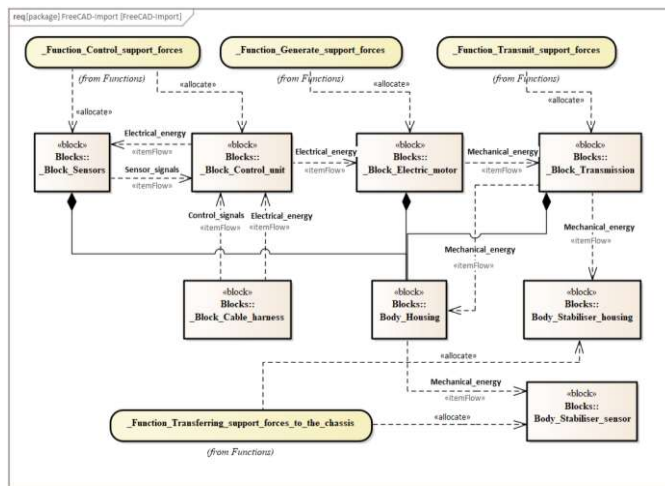 req [package] FreeCAD-Import [FreeCAD-Import]
_Function_Control_support_forces
_Function_Generate_support_forces
_Function_Transmit_support_forces
(from Functions)
(from Functions)
(from Functions)
«allocate»
«allocate»
«allocate»
«allocate»
«block»
Blocks::
_Block_Sensors
Electrical_energy
«itemFlow»
Sensor_signals
«itemFlow»
«block»
Blocks::
_Block_Control_unit
Electrical_energy
«itemFlow»
«block»
Blocks::
_Block_Electric_motor
Mechanical_energy
«itemFlow»
«block»
Blocks::
_Block_Transmission
Control_signals
«itemFlow»
Electrical_energy
«itemFlow»
Mechanical_energy
«itemFlow»
Mechanical_energy
«itemFlow»
«block»
Blocks::
_Block_Cable_harness
«block»
Blocks::
Body_Housing
«block»
Blocks::
Body_Stabiliser_housing
«allocate»
Mechanical_energy
«itemFlow»
«block»
Blocks::
Body_Stabiliser_sensor
_Function_Transferring_support_forces_to_the_chassis
«allocate»
(from Functions)